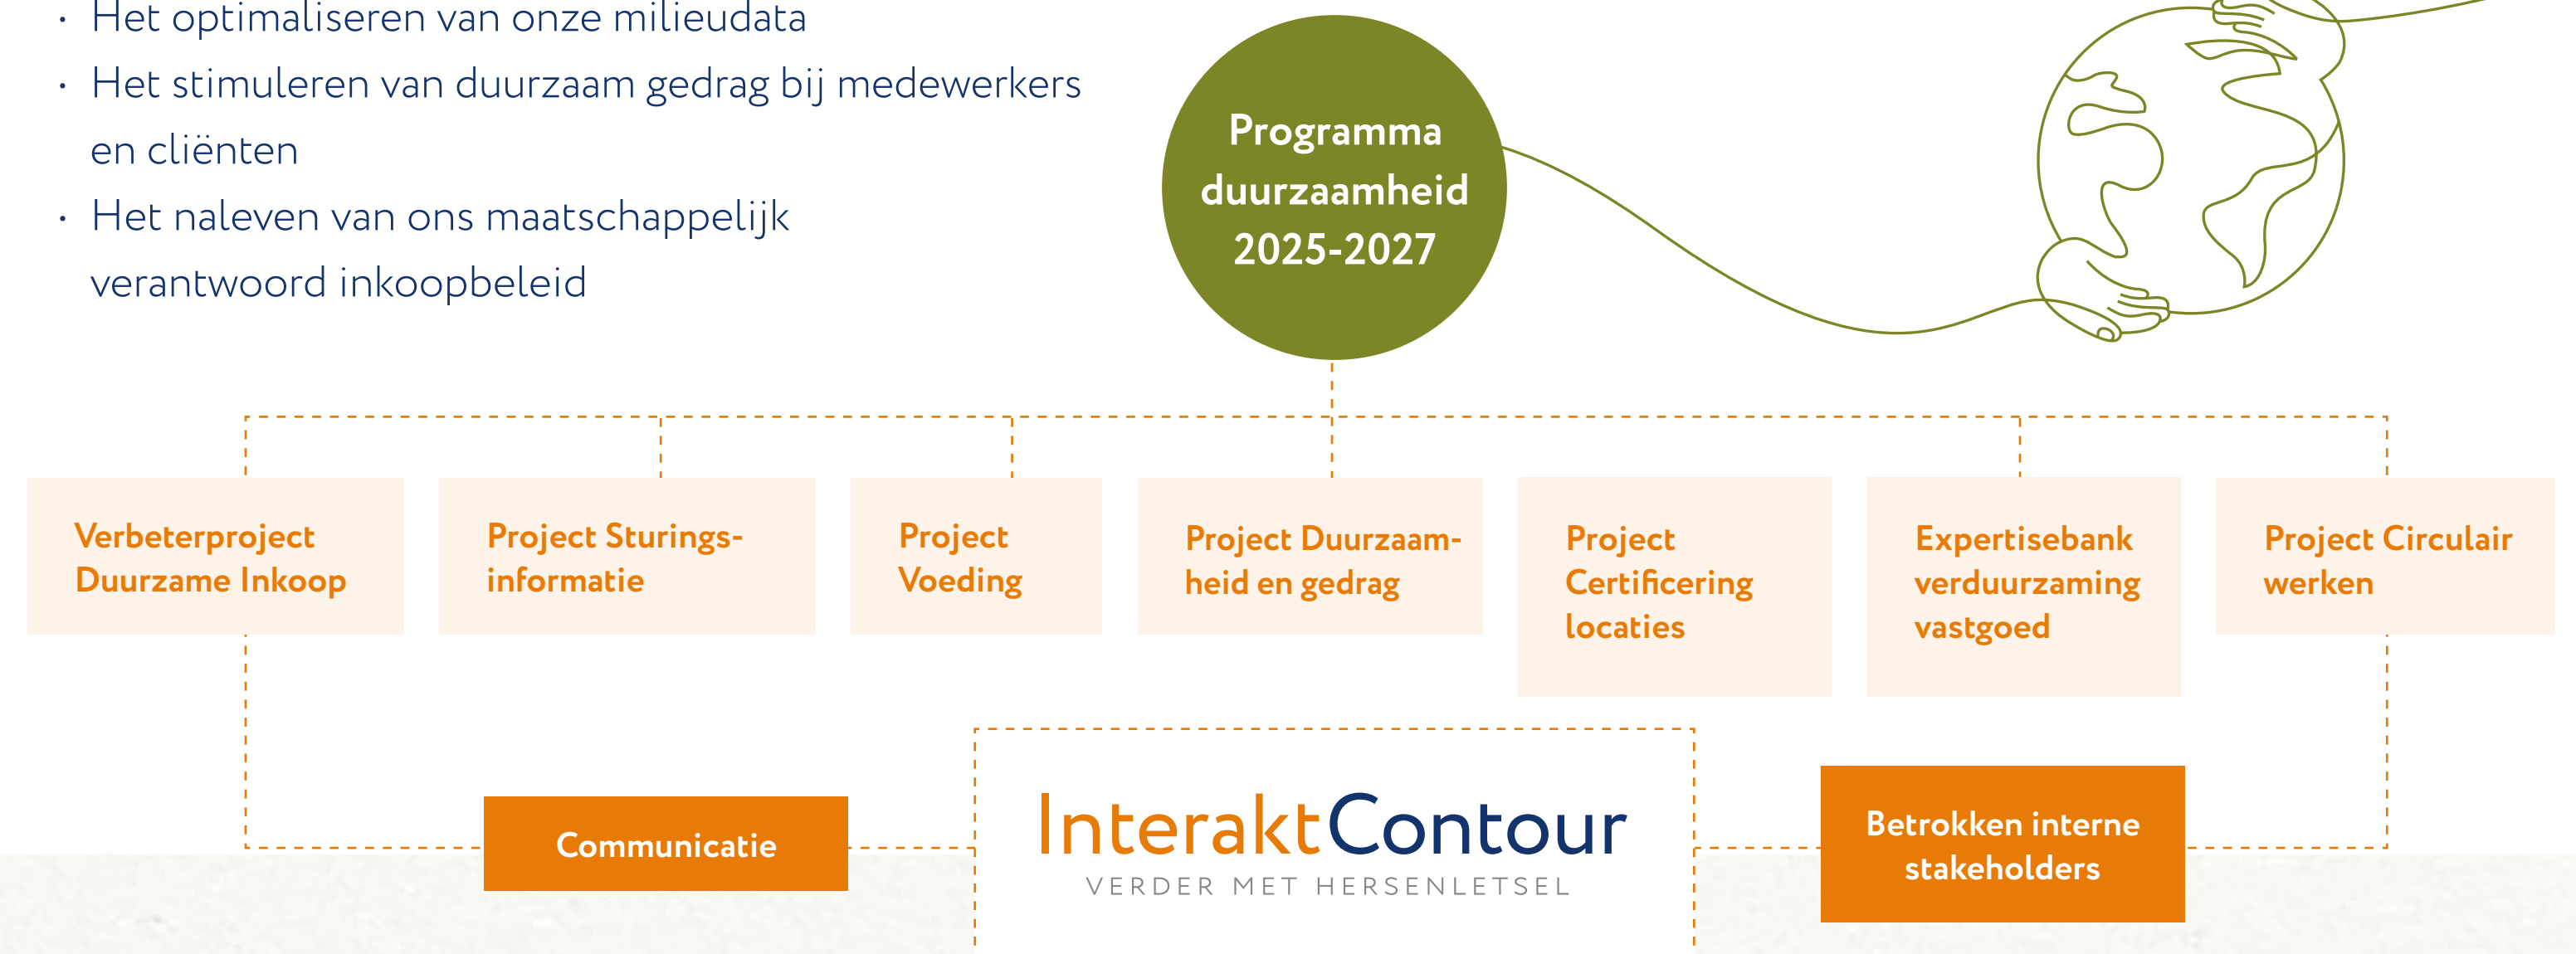 • Het optimaliseren van onze milieudata
• Het stimuleren van duurzaam gedrag bij medewerkers
en cliënten
• Het naleven van ons maatschappelijk
verantwoord inkoopbeleid
Programma
duurzaamheid
2025-2027
Verbeterproject
Duurzame Inkoop
Project Sturings-
informatie
Project
Voeding
Project Duurzaam-
heid en gedrag
Project
Certificering
locaties
Expertisebank
verduurzaming
vastgoed
Project Circulair
werken
Communicatie
InteraktContour
VERDER MET HERSENLETSEL
Betrokken interne
stakeholders